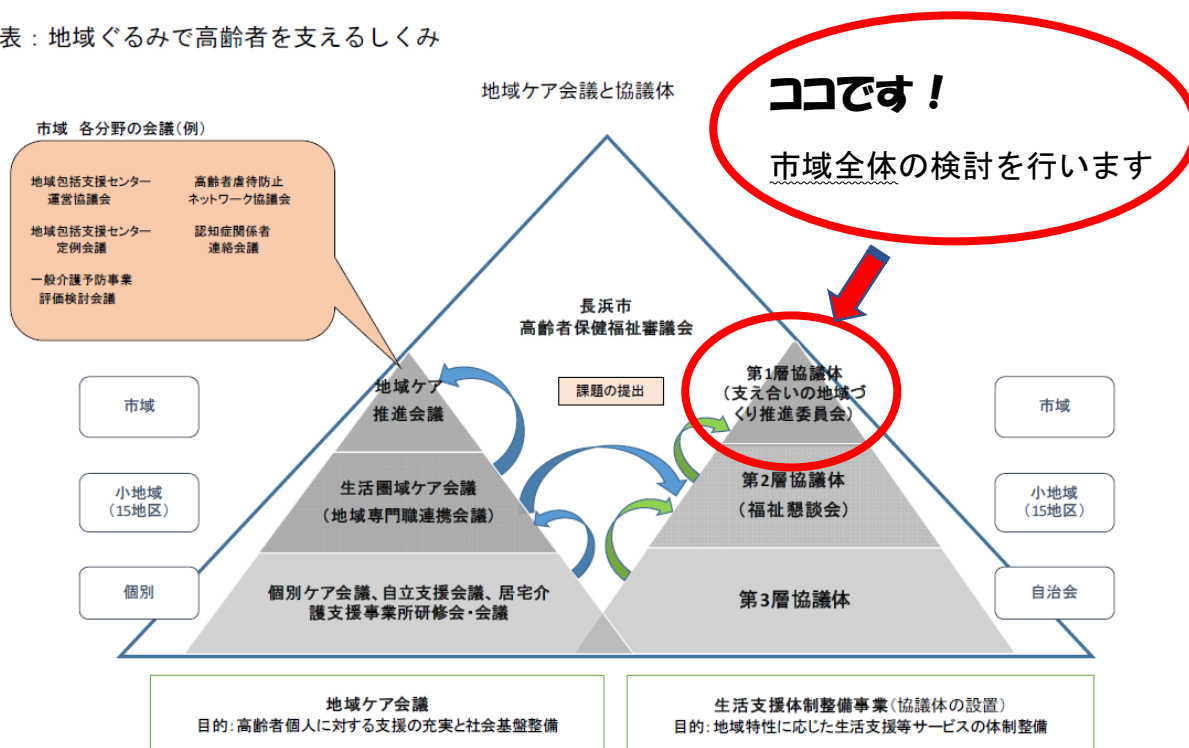 表：地域ぐるみで高齢者を支えるしくみ
地域ケア会議と協議体
ココです！
市域全体の検討を行います
市域 各分野の会議(例)
地域包括支援センター
運営協議会
高齢者虐待防止
ネットワーク協議会
地域包括支援センター
定例会議
認知症関係者
連絡会議
一般介護予防事業
評価検討会議
長浜市
高齢者保健福祉審議会
課題の提出
市域
地域ケア
推進会議
第1層協議体
(支え合いの地域づ
くり推進委員会)
市域
小地域
(15地区)
生活圏域ケア会議
(地域専門職連携会議)
第2層協議体
(福祉懇談会)
小地域
(15地区)
個別
個別ケア会議、自立支援会議、居宅介
護支援事業所研修会・会議
第3層協議体
自治会
地域ケア会議
目的:高齢者個人に対する支援の充実と社会基盤整備
生活支援体制整備事業(協議体の設置)
目的:地域特性に応じた生活支援等サービスの体制整備